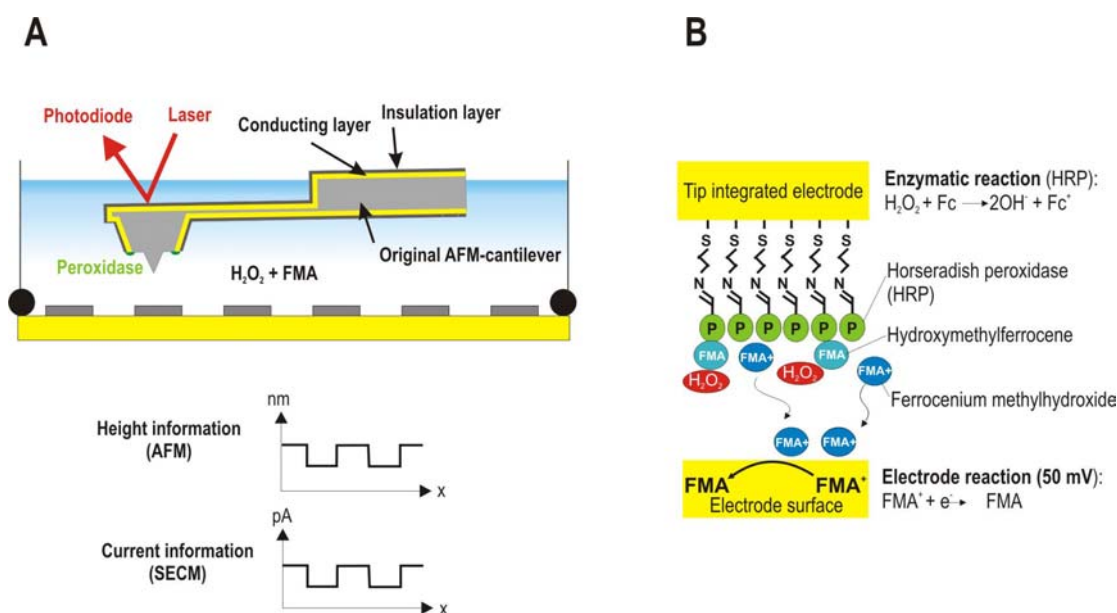 A
Photodiode
Laser
Conducting layer
Insulation layer
Peroxidase
H₂O₂ + FMA
Original AFM-cantilever
nm
Height information
(AFM)
x
pA
Current information
(SECM)
x
B
Tip integrated electrode
Enzymatic reaction (HRP):
H₂O₂ + Fc →2OH⁻ + Fc⁺
S S S S S S
N N N N N N
P P P P P P
Horseradish peroxidase
(HRP)
FMA FMA+ FMA
Hydroxymethylferrocene
H₂O₂ H₂O₂
FMA+
Ferrocenium methylhydroxide
FMA+ FMA+
FMA FMA⁺
Electrode surface
Electrode reaction (50 mV):
FMA⁺ + e⁻→ FMA